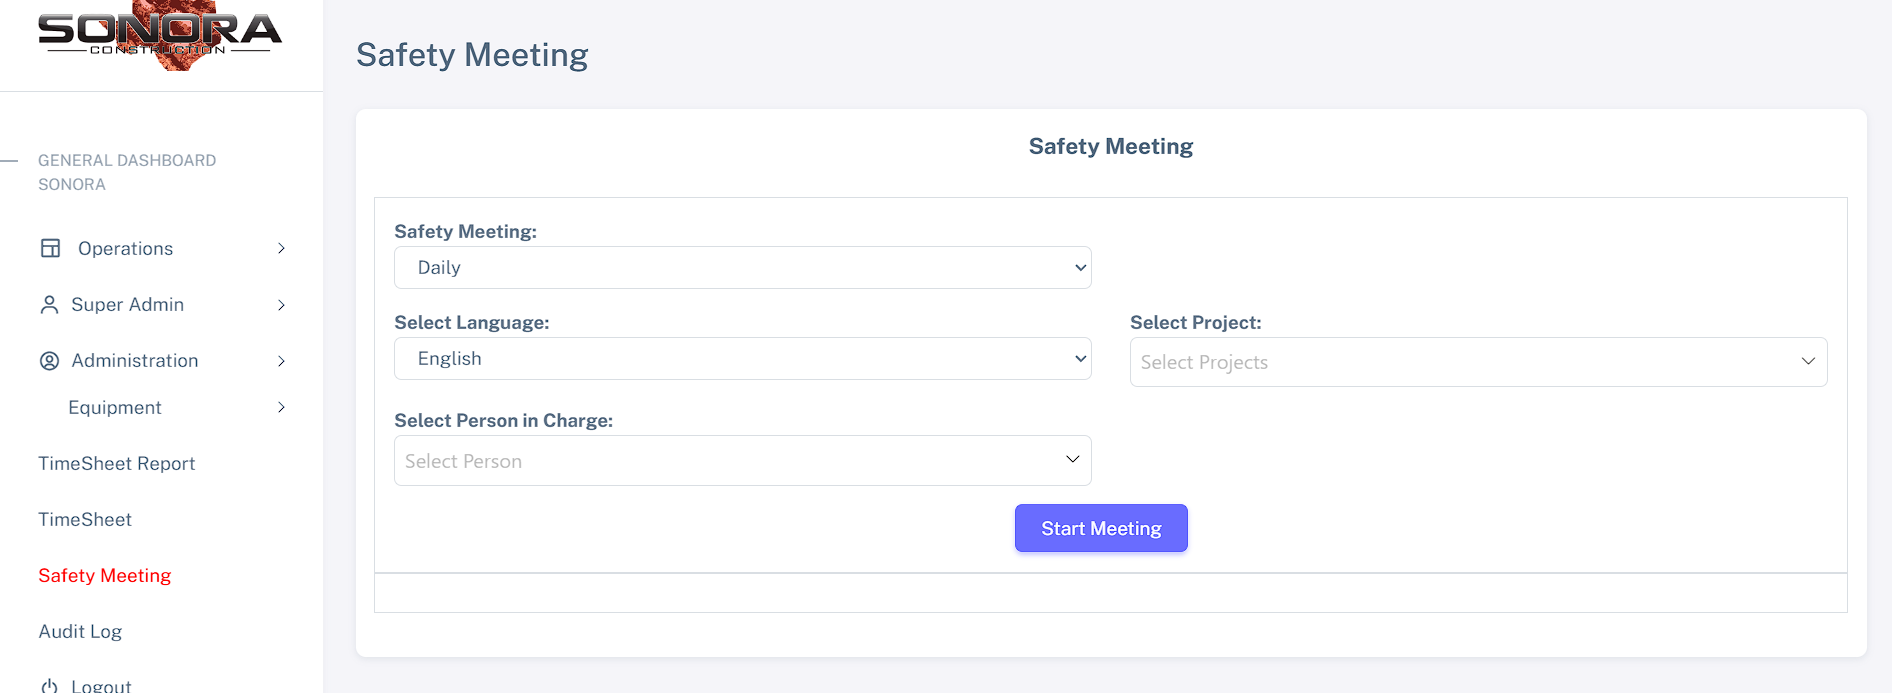 SONORA
CONSTRUCTION
GENERAL DASHBOARD
SONORA
Operations
Super Admin
Administration
Equipment
TimeSheet Report
TimeSheet
Safety Meeting
Audit Log
Logout
Safety Meeting
Safety Meeting
Safety Meeting:
Daily
Select Language:
English
Select Project:
Select Projects
Select Person in Charge:
Select Person
Start Meeting